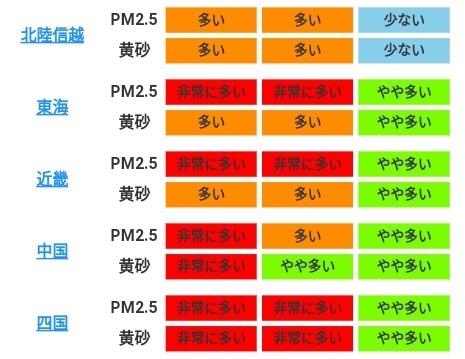 北陸信越 PM2.5 多い 多い 少ない
黄砂 多い 多い 少ない
東海 PM2.5 非常に多い 非常に多い やや多い
黄砂 多い 多い やや多い
近畿 PM2.5 非常に多い 非常に多い やや多い
黄砂 多い 多い やや多い
中国 PM2.5 非常に多い 多い やや多い
黄砂 非常に多い やや多い やや多い
四国 PM2.5 非常に多い 非常に多い やや多い
黄砂 非常に多い 非常に多い やや多い